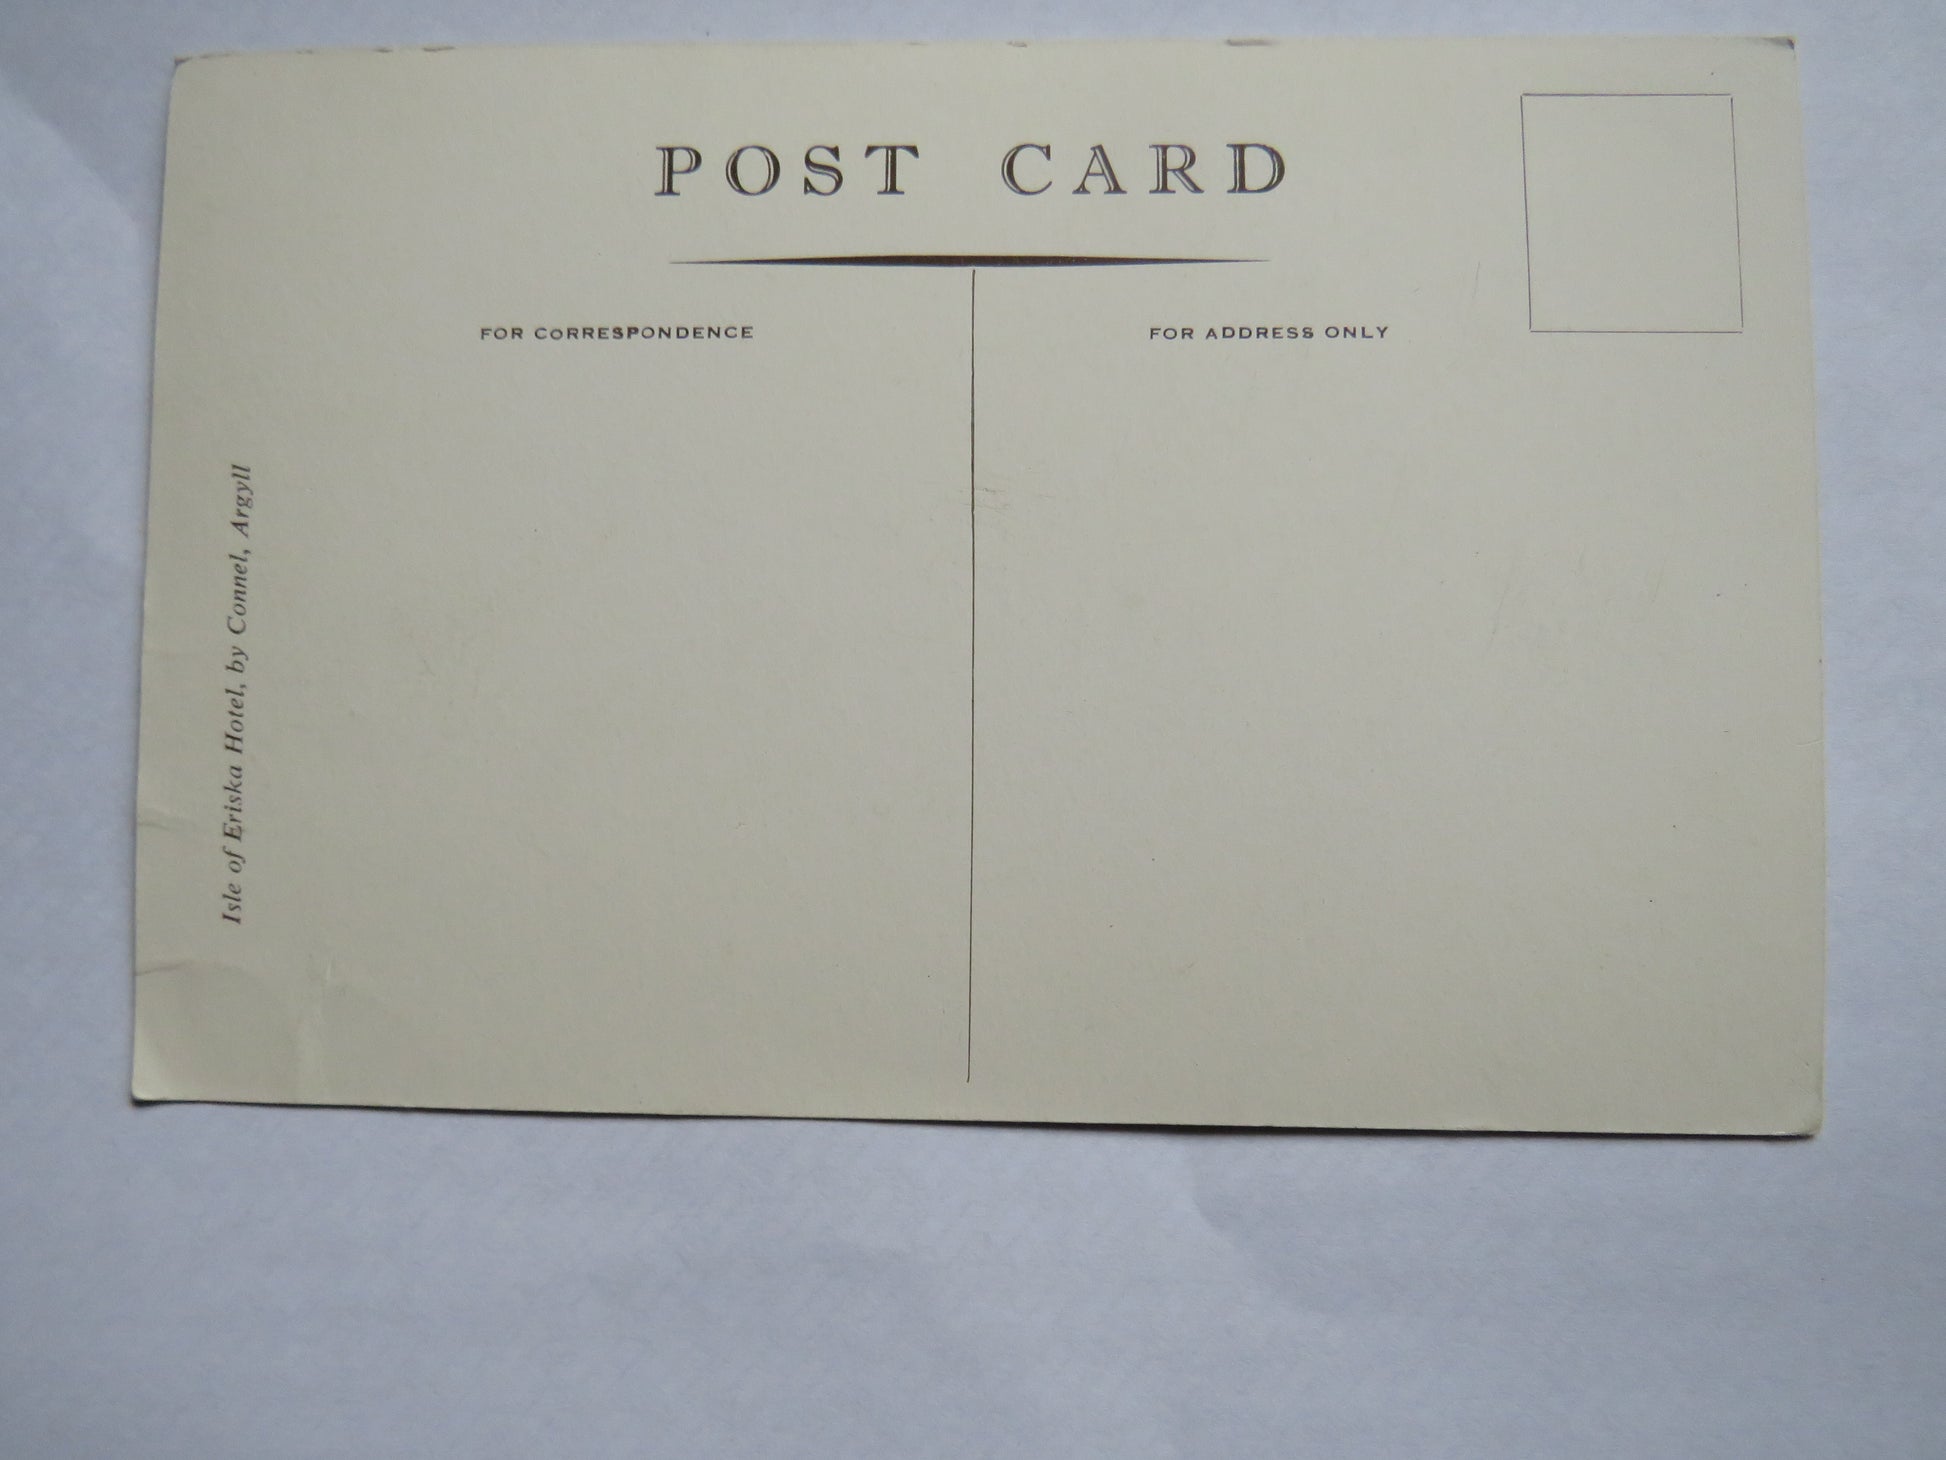 POST CARD
FOR CORRESPONDENCE
FOR ADDRESS ONLY
Isle of Eriska Hotel, by Connel, Argyll